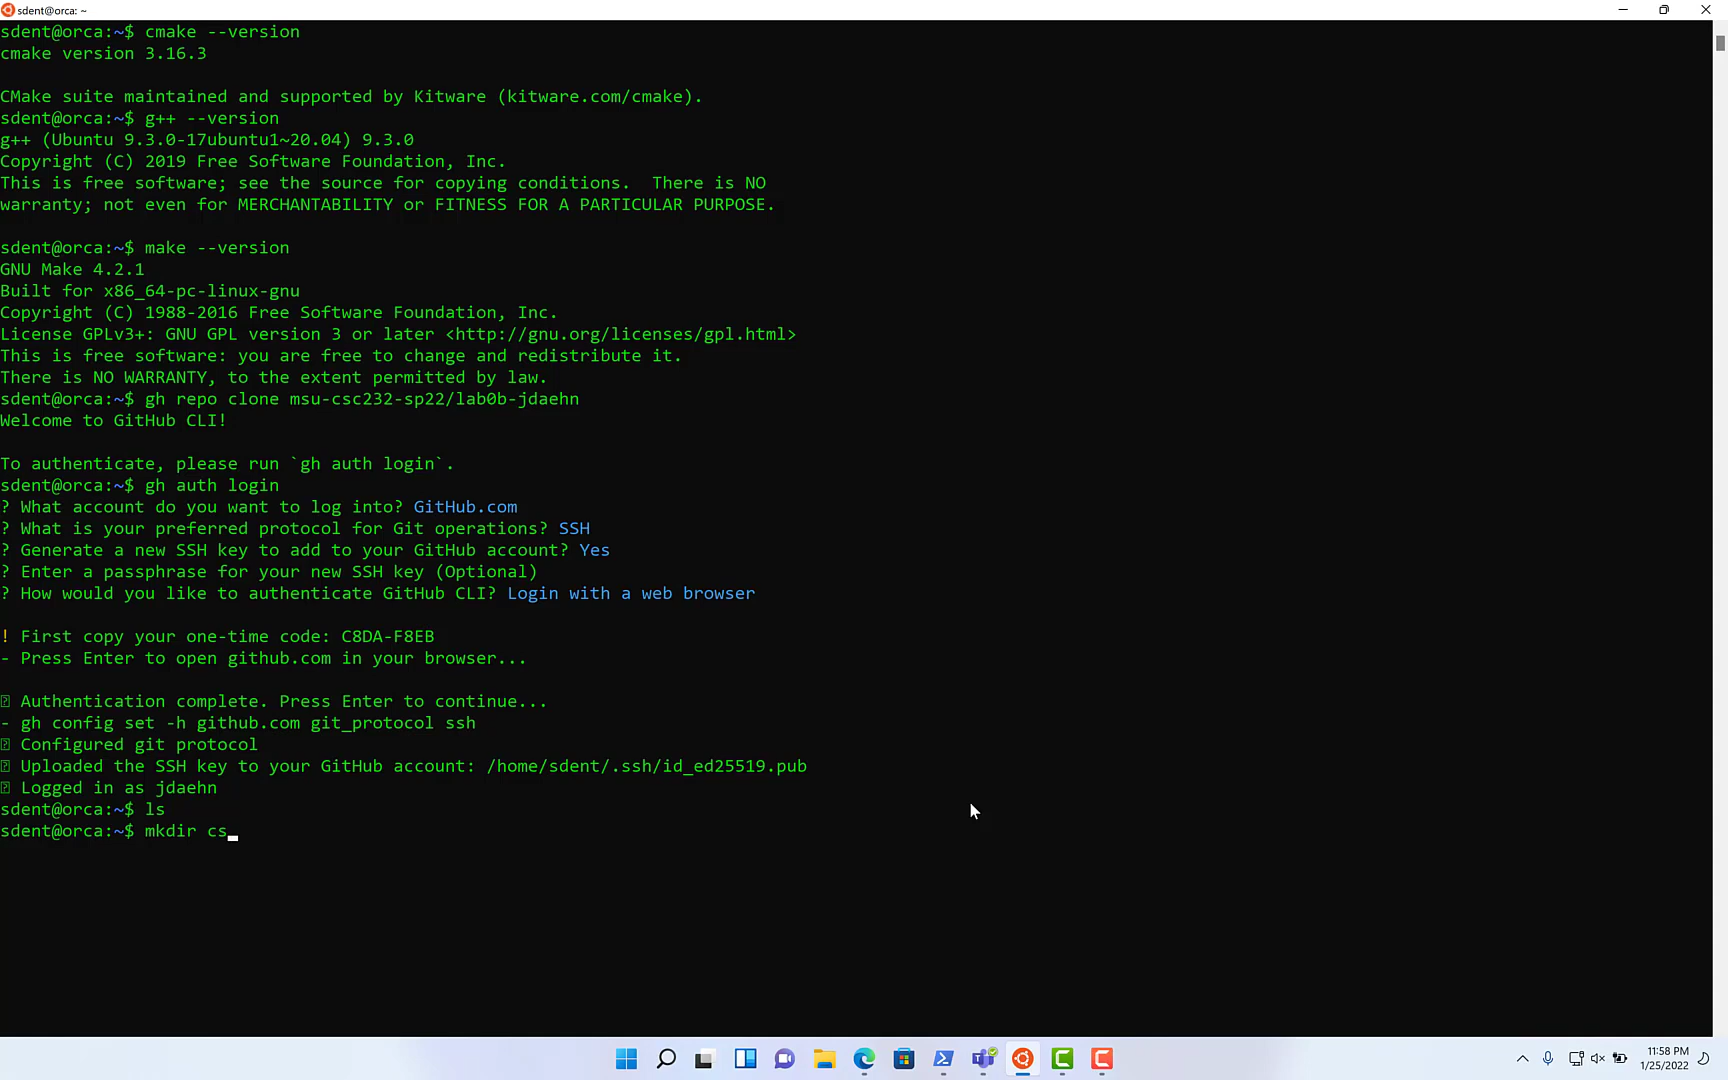 sdent@orca: ~
sdent@orca:~$ cmake --version
cmake version 3.16.3
CMake suite maintained and supported by Kitware (kitware.com/cmake).
sdent@orca:~$ g++ --version
g++ (Ubuntu 9.3.0-17ubuntu1~20.04) 9.3.0
Copyright (C) 2019 Free Software Foundation, Inc.
This is free software; see the source for copying conditions.  There is NO
warranty; not even for MERCHANTABILITY or FITNESS FOR A PARTICULAR PURPOSE.
sdent@orca:~$ make --version
GNU Make 4.2.1
Built for x86_64-pc-linux-gnu
Copyright (C) 1988-2016 Free Software Foundation, Inc.
License GPLv3+: GNU GPL version 3 or later <http://gnu.org/licenses/gpl.html>
This is free software: you are free to change and redistribute it.
There is NO WARRANTY, to the extent permitted by law.
sdent@orca:~$ gh repo clone msu-csc232-sp22/lab0b-jdaehn
Welcome to GitHub CLI!
To authenticate, please run `gh auth login`.
sdent@orca:~$ gh auth login
? What account do you want to log into? GitHub.com
? What is your preferred protocol for Git operations? SSH
? Generate a new SSH key to add to your GitHub account? Yes
? Enter a passphrase for your new SSH key (Optional)
? How would you like to authenticate GitHub CLI? Login with a web browser
! First copy your one-time code: C8DA-F8EB
- Press Enter to open github.com in your browser...
Authentication complete. Press Enter to continue...
- gh config set -h github.com git_protocol ssh
Configured git protocol
Uploaded the SSH key to your GitHub account: /home/sdent/.ssh/id_ed25519.pub
Logged in as jdaehn
sdent@orca:~$ ls
sdent@orca:~$ mkdir cs
11:58 PM
1/25/2022